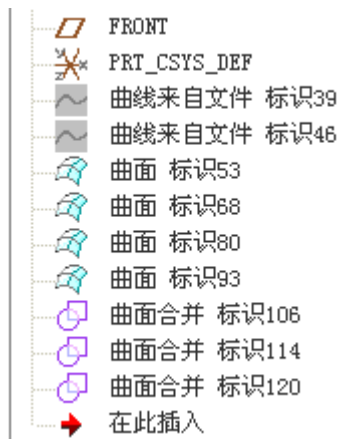 FRONT
PRT_CSYS_DEF
曲线来自文件 标识39
曲线来自文件 标识46
曲面 标识53
曲面 标识68
曲面 标识80
曲面 标识93
曲面合并 标识106
曲面合并 标识114
曲面合并 标识120
在此插入